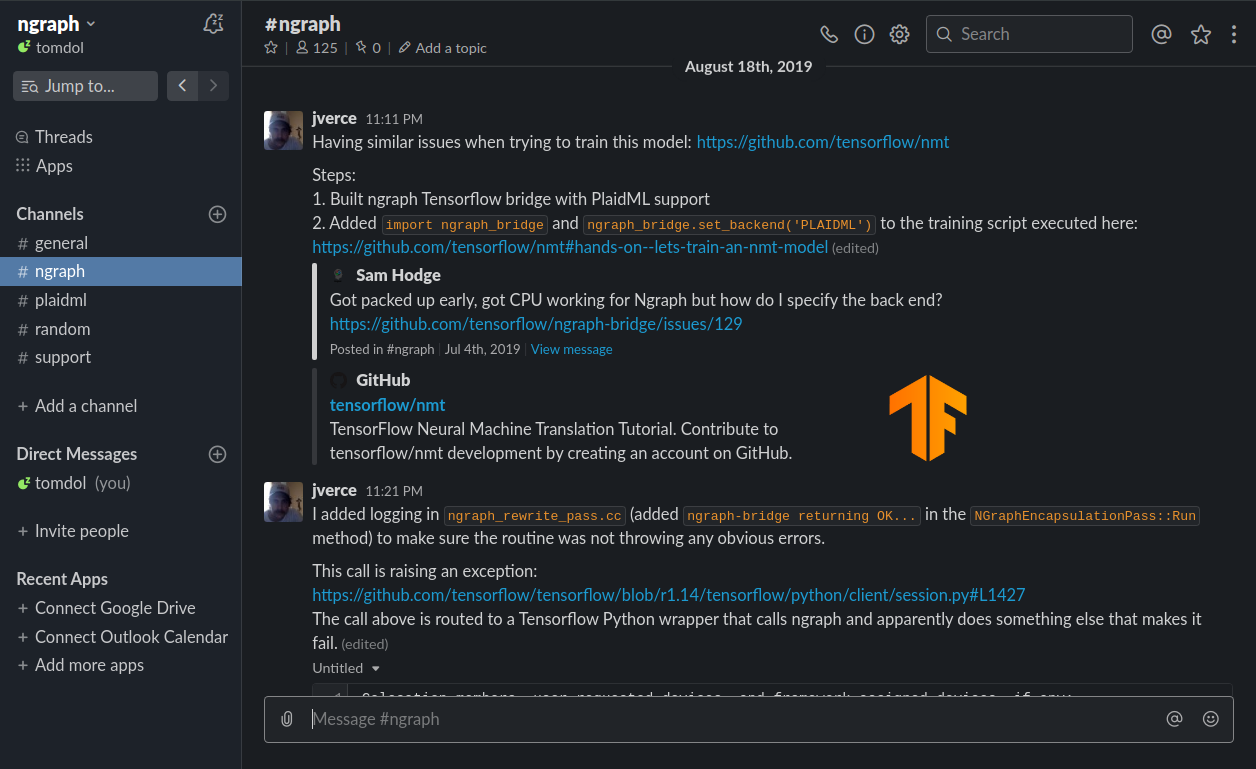 ngraph
tomdol
Jump to...
Threads
Apps
Channels
# general
# ngraph
# plaidml
# random
# support
+ Add a channel
Direct Messages
tomdol (you)
+ Invite people
Recent Apps
+ Connect Google Drive
+ Connect Outlook Calendar
+ Add more apps
#ngraph
125 | 0 | Add a topic
Search
August 18th, 2019
jverce 11:11 PM
Having similar issues when trying to train this model: https://github.com/tensorflow/nmt
Steps:
1. Built ngraph Tensorflow bridge with PlaidML support
2. Added import ngraph_bridge and ngraph_bridge.set_backend('PLAIDML') to the training script executed here:
https://github.com/tensorflow/nmt#hands-on--lets-train-an-nmt-model (edited)
Sam Hodge
Got packed up early, got CPU working for Ngraph but how do I specify the back end?
https://github.com/tensorflow/ngraph-bridge/issues/129
Posted in #ngraph | Jul 4th, 2019 | View message
GitHub
tensorflow/nmt
TensorFlow Neural Machine Translation Tutorial. Contribute to
tensorflow/nmt development by creating an account on GitHub.
jverce 11:21 PM
I added logging in ngraph_rewrite_pass.cc (added ngraph-bridge returning OK... in the NGraphEncapsulationPass::Run
method) to make sure the routine was not throwing any obvious errors.
This call is raising an exception:
https://github.com/tensorflow/tensorflow/blob/r1.14/tensorflow/python/client/session.py#L1427
The call above is routed to a Tensorflow Python wrapper that calls ngraph and apparently does something else that makes it
fail. (edited)
Untitled
Message #ngraph